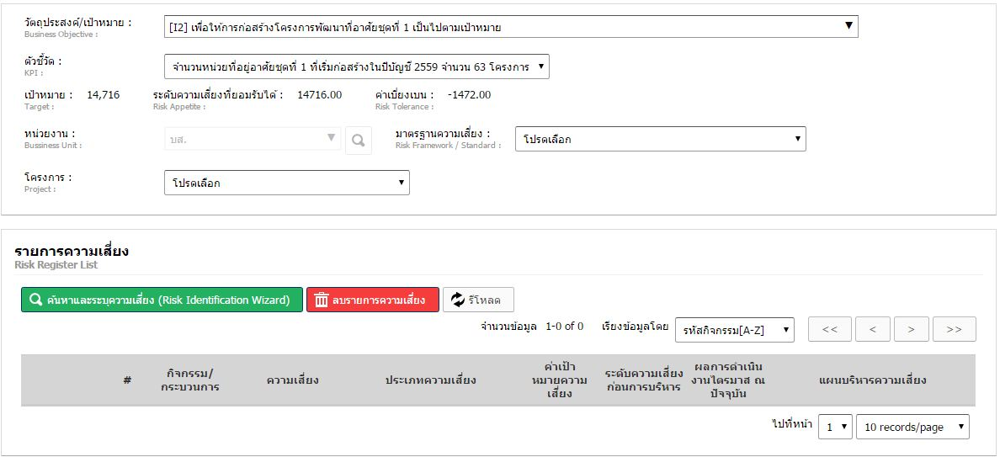 วัตถุประสงค์/เป้าหมาย :
Business Objective :
[I2] เพื่อให้การก่อสร้างโครงการพัฒนาที่อาศัยชุดที่ 1 เป็นไปตามเป้าหมาย
ตัวชี้วัด :
KPI :
จำนวนหน่วยที่อยู่อาศัยชุดที่ 1 ที่เริ่มก่อสร้างในปีบัญชี 2559 จำนวน 63 โครงการ
เป้าหมาย : 14,716 ระดับความเสี่ยงที่ยอมรับได้ : 14716.00 ค่าเบี่ยงเบน : -1472.00
Target : Risk Appetite : Risk Tolerance :
หน่วยงาน : บส. มาตรฐานความเสี่ยง : โปรดเลือก
Bussiness Unit : Risk Framework / Standard :
โครงการ : โปรดเลือก
Project :
รายการความเสี่ยง
Risk Register List
ค้นหาและระบุความเสี่ยง (Risk Identification Wizard) ลบรายการความเสี่ยง รีโหลด
จำนวนข้อมูล 1-0 of 0 เรียงข้อมูลโดย รหัสกิจกรรม[A-Z] << < > >>
# กิจกรรม/
กระบวนการ
ความเสี่ยง
ประเภทความเสี่ยง
ค่าเป้า
หมายความ
เสี่ยง
ระดับความเสี่ยง
ก่อนการบริหาร
ผลการดำเนิน
งานไตรมาส ณ
ปัจจุบัน
แผนบริหารความเสี่ยง
ไปที่หน้า 1 10 records/page